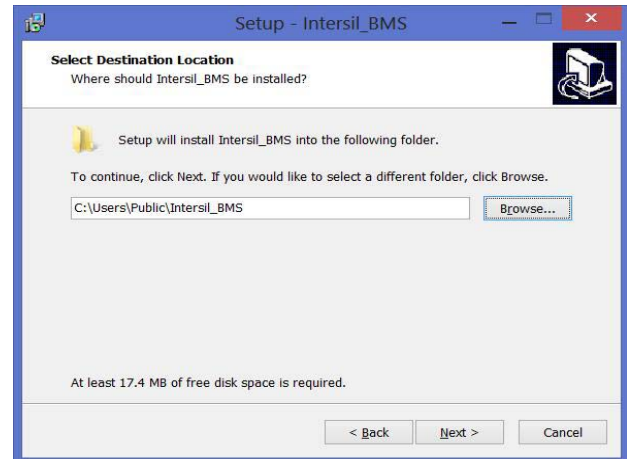 Setup - Intersil_BMS
Select Destination Location
Where should Intersil_BMS be installed?
Setup will install Intersil_BMS into the following folder.
To continue, click Next. If you would like to select a different folder, click Browse.
C:\Users\Public\Intersil_BMS
Browse...
At least 17.4 MB of free disk space is required.
< Back
Next >
Cancel